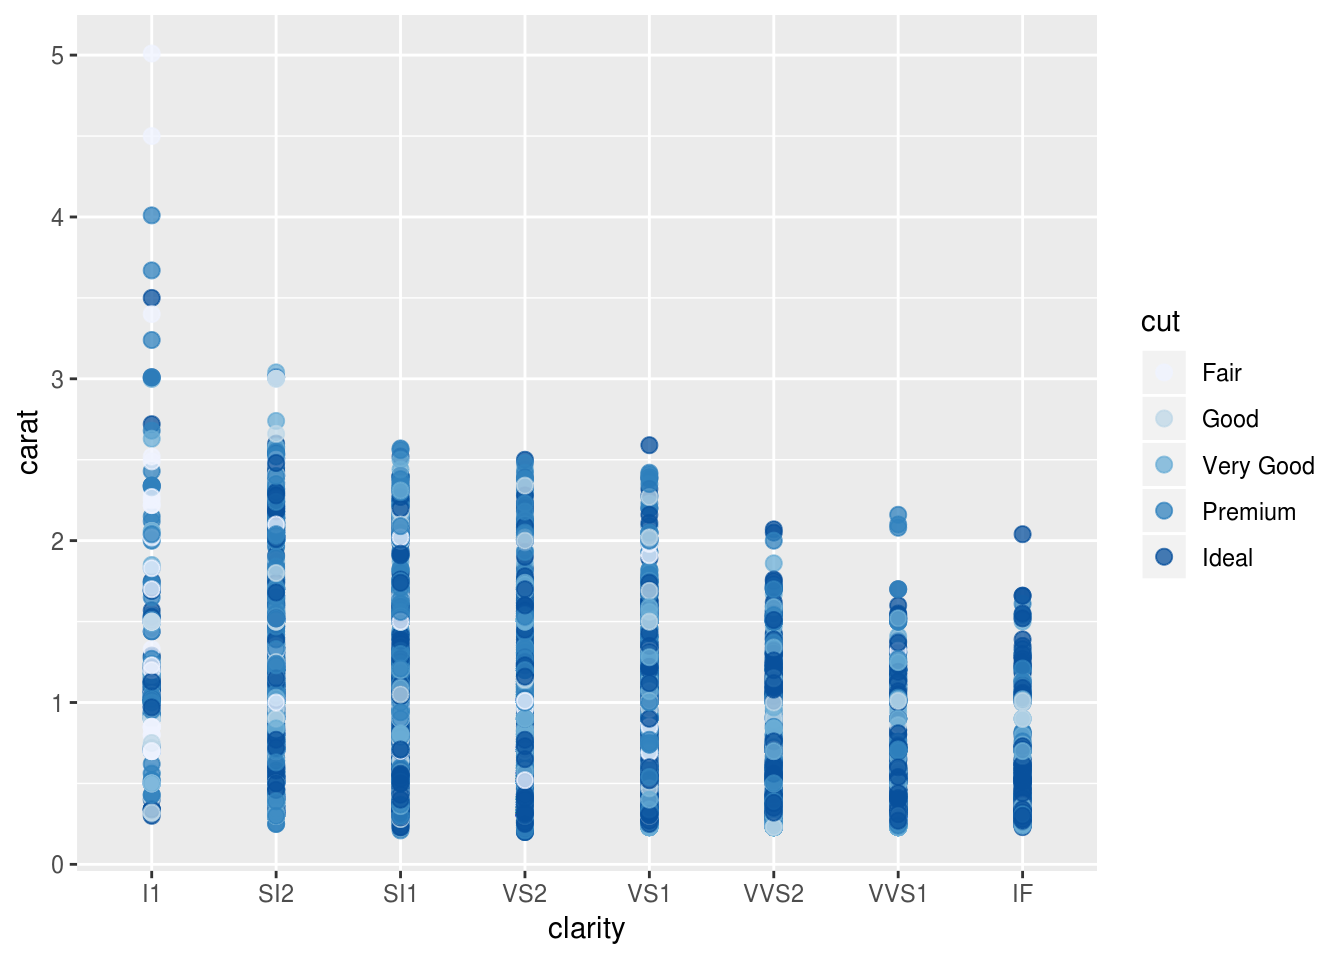 5
4
3
2
1
0
carat
I1 SI2 SI1 VS2 VS1 VVS2 VVS1 IF
clarity
cut
Fair
Good
Very Good
Premium
Ideal